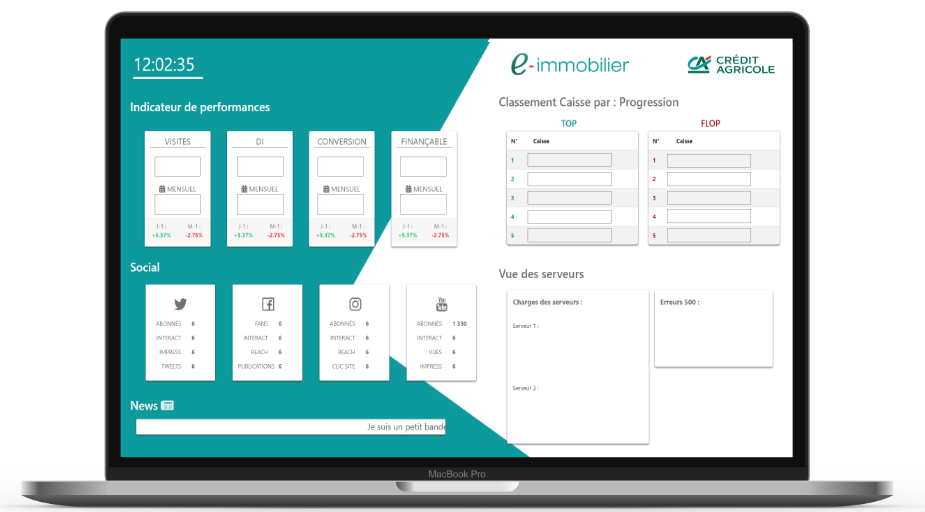 12:02:35
e-immobilier
CRÉDIT
AGRICOLE
Indicateur de performances
VISITES
MENSUEL
J-1 : M-1 :
+5.37% -2.75%
DI
MENSUEL
J-1 : M-1 :
+5.37% -2.75%
CONVERSION
MENSUEL
J-1 : M-1 :
+5.37% -2.75%
FINANÇABLE
MENSUEL
J-1 : M-1 :
+5.37% -2.75%
Classement Caisse par : Progression
TOP
N° Caisse
1
2
3
4
5
FLOP
N° Caisse
1
2
3
4
5
Social
ABONNÉS 6
INTERACT 6
IMPRESS 6
TWEETS 6
FANS 6
INTERACT 6
REACH 6
PUBLICATIONS 6
ABONNÉS 6
INTERACT 6
REACH 6
CLIC SITE 6
You
Tube
ABONNÉS 1 330
INTERACT 6
VUES 6
IMPRESS 6
Vue des serveurs
Charges des serveurs :
Serveur 1 :
Serveur 2 :
Erreurs 500 :
News
Je suis un petit bande
MacBook Pro